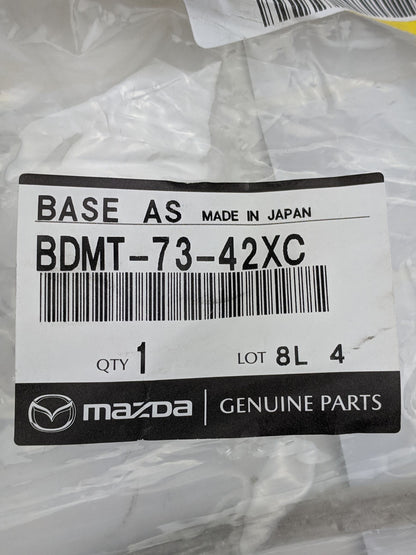 BASE AS MADE IN JAPAN
BDMT-73-42XC
QTY 1 LOT 8L 4
mazda GENUINE PARTS